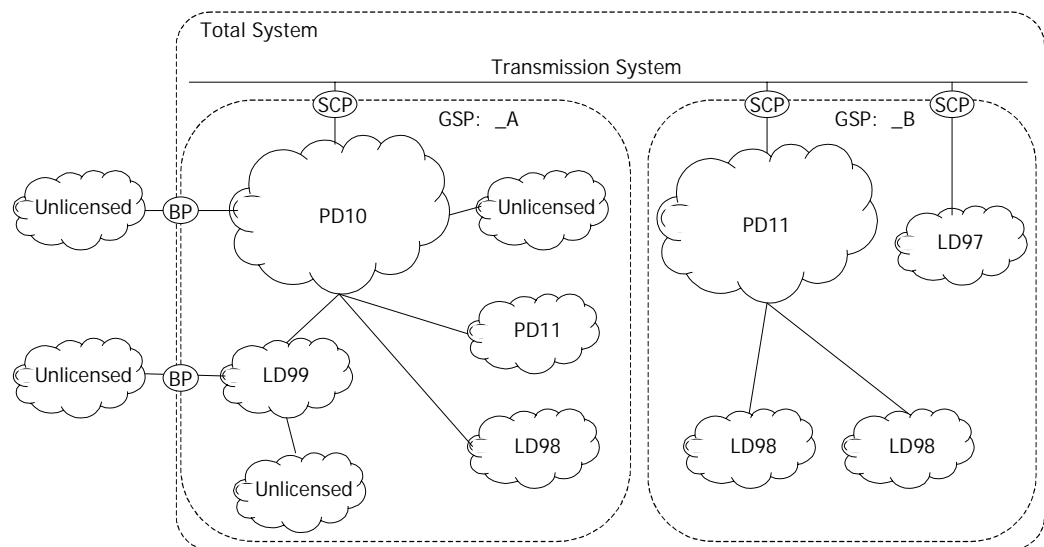 Total System
Transmission System
SCP
SCP
SCP
GSP: _A
GSP: _B
Unlicensed
BP
PD10
Unlicensed
PD11
LD97
PD11
Unlicensed
BP
LD99
LD98
LD98
LD98
Unlicensed